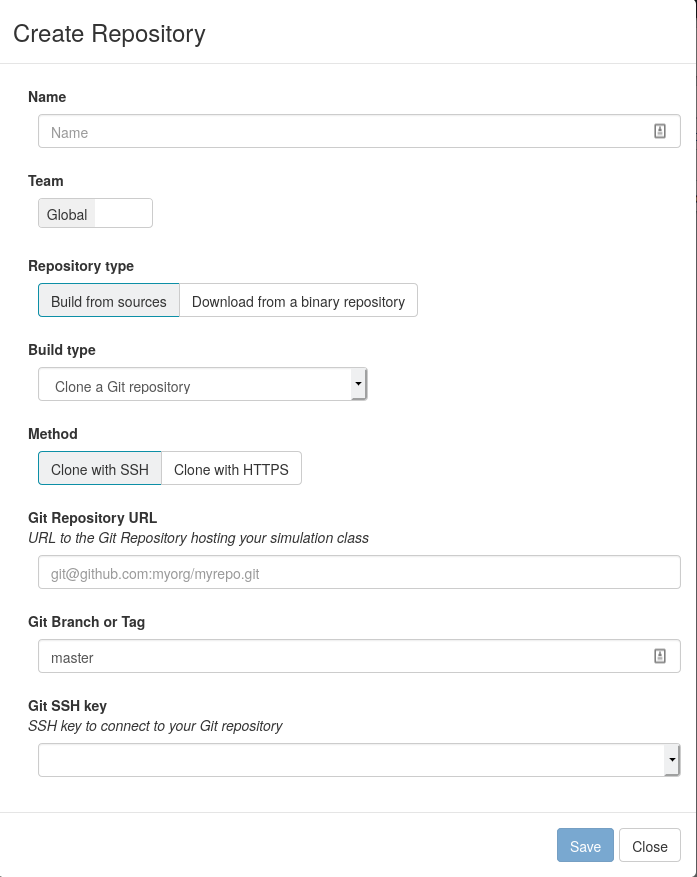 Create Repository
Name
Name
Team
Global
Repository type
Build from sources Download from a binary repository
Build type
Clone a Git repository
Method
Clone with SSH Clone with HTTPS
Git Repository URL
URL to the Git Repository hosting your simulation class
git@github.com:myorg/myrepo.git
Git Branch or Tag
master
Git SSH key
SSH key to connect to your Git repository
Save Close